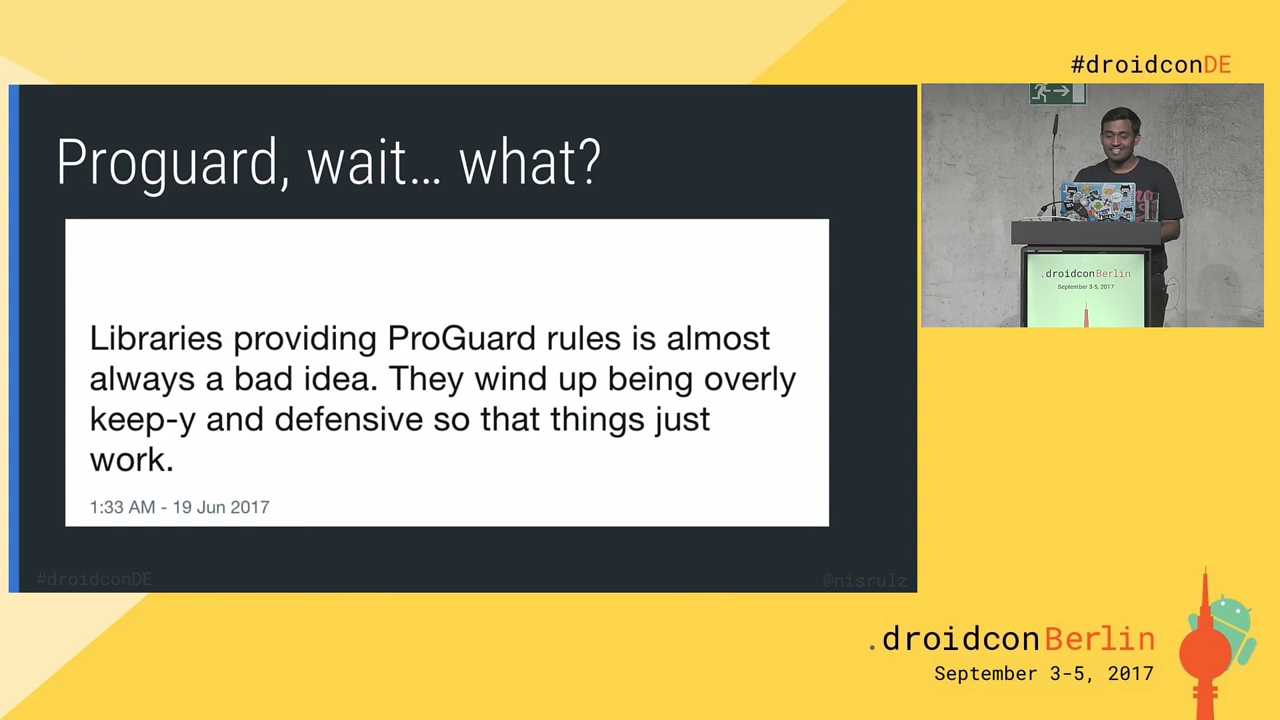 #droidconDE
Proguard, wait... what?
Libraries providing ProGuard rules is almost
always a bad idea. They wind up being overly
keep-y and defensive so that things just
work.
1:33 AM - 19 Jun 2017
#droidconDE
@nisrulz
.droidconBerlin
September 3-5, 2017
.droidconBerlin
September 3-5, 2017